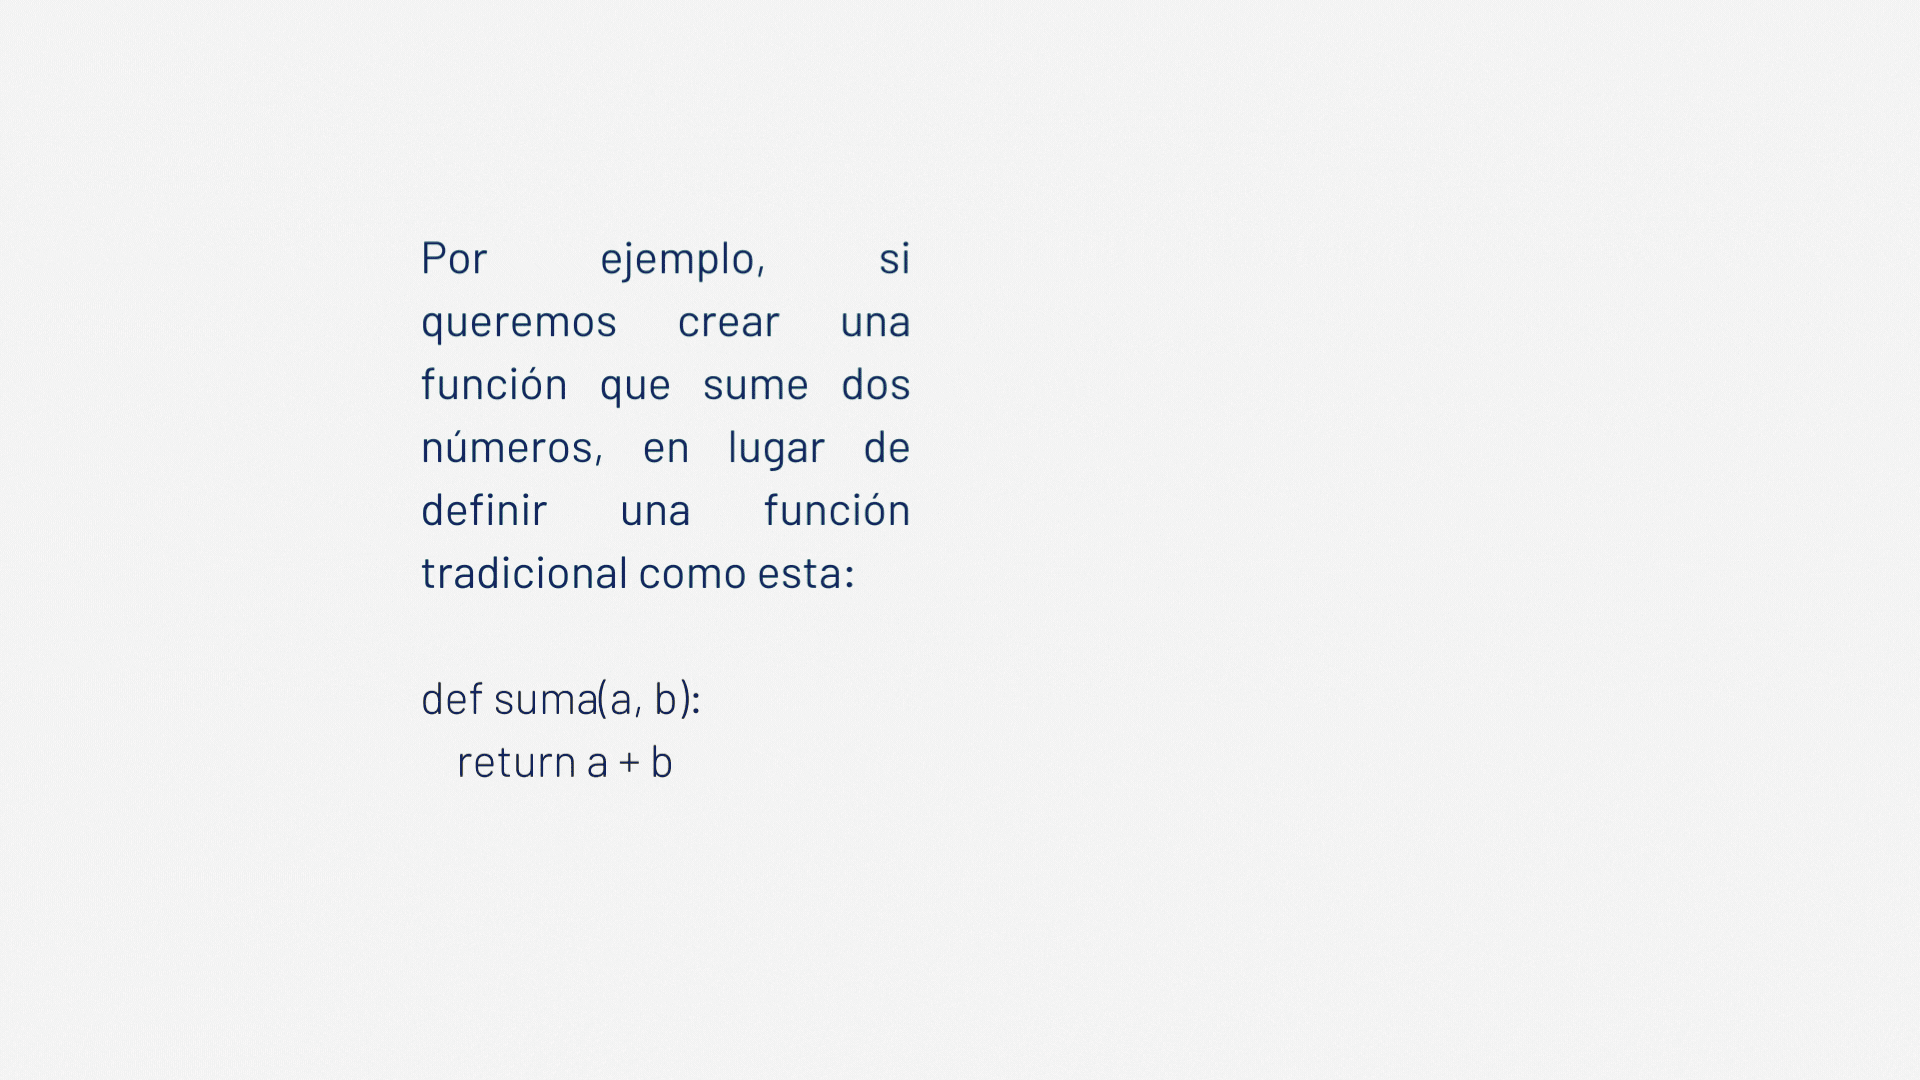 Por ejemplo, si
queremos crear una
función que sume dos
números, en lugar de
definir una función
tradicional como esta:
def suma(a, b):
return a + b